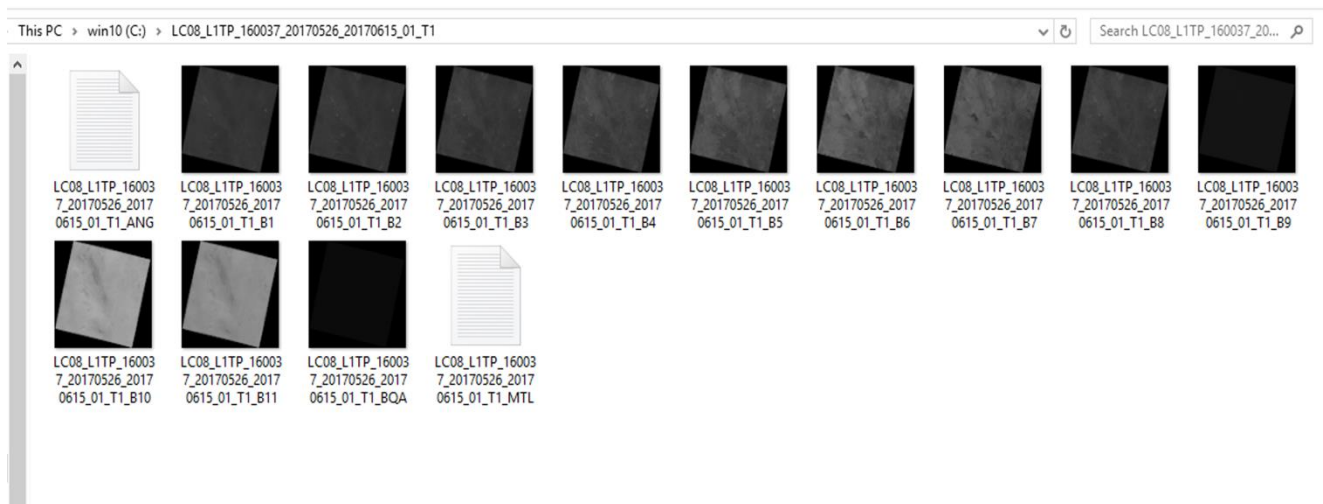 This PC > win10 (C:) > LC08_L1TP_160037_20170526_20170615_01_T1
Search LC08_L1TP_160037_20...
LC08_L1TP_16003 LC08_L1TP_16003 LC08_L1TP_16003 LC08_L1TP_16003 LC08_L1TP_16003 LC08_L1TP_16003 LC08_L1TP_16003 LC08_L1TP_16003 LC08_L1TP_16003 LC08_L1TP_16003
7_20170526_2017 7_20170526_2017 7_20170526_2017 7_20170526_2017 7_20170526_2017 7_20170526_2017 7_20170526_2017 7_20170526_2017 7_20170526_2017 7_20170526_2017
0615_01_T1_ANG 0615_01_T1_B1 0615_01_T1_B2 0615_01_T1_B3 0615_01_T1_B4 0615_01_T1_B5 0615_01_T1_B6 0615_01_T1_B7 0615_01_T1_B8 0615_01_T1_B9
LC08_L1TP_16003 LC08_L1TP_16003 LC08_L1TP_16003 LC08_L1TP_16003
7_20170526_2017 7_20170526_2017 7_20170526_2017 7_20170526_2017
0615_01_T1_B10 0615_01_T1_B11 0615_01_T1_BQA 0615_01_T1_MTL